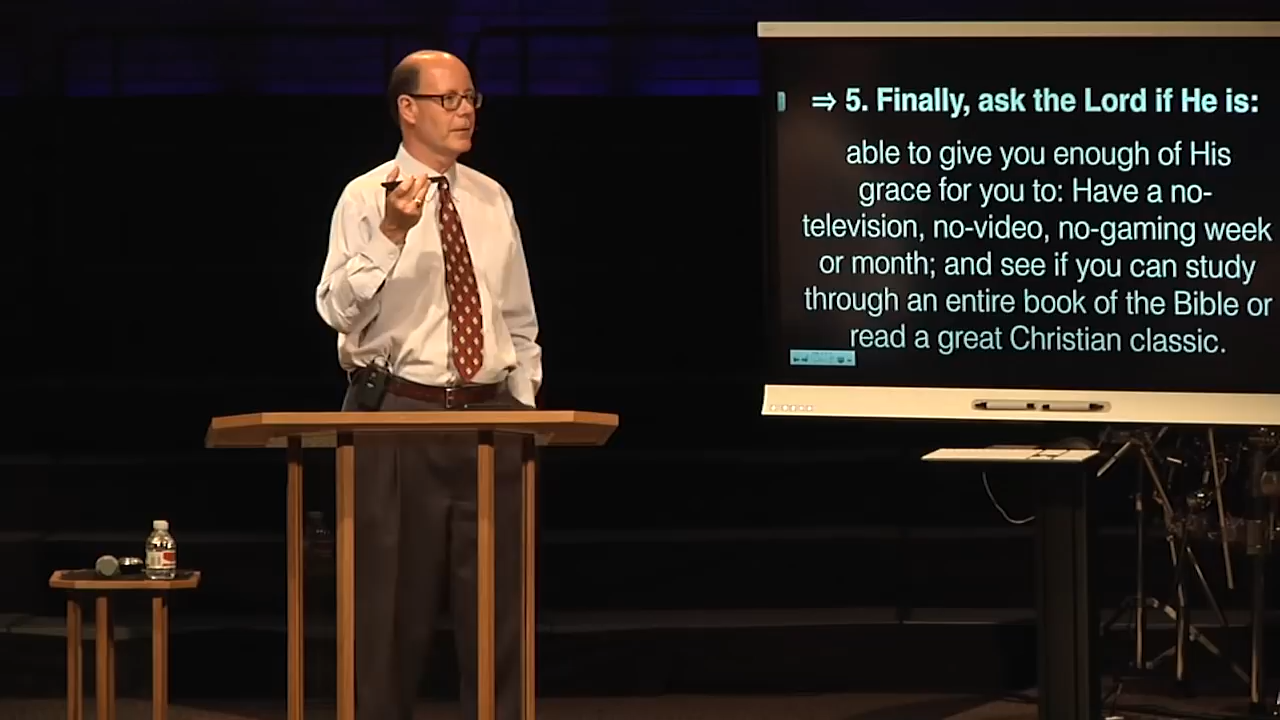 ⇒ 5. Finally, ask the Lord if He is:
able to give you enough of His
grace for you to: Have a no-
television, no-video, no-gaming week
or month; and see if you can study
through an entire book of the Bible or
read a great Christian classic.